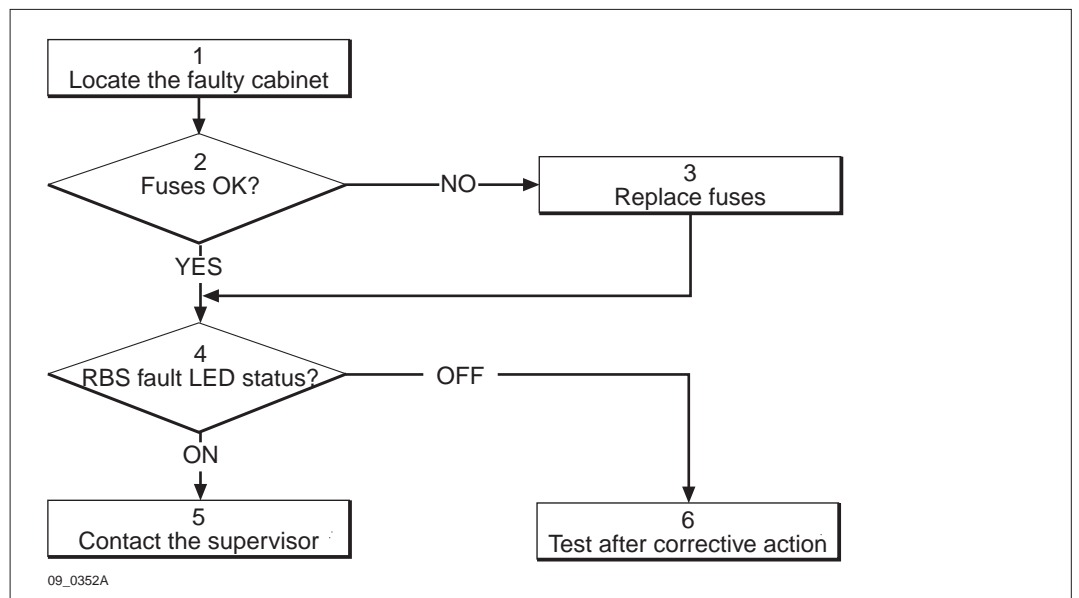 1
Locate the faulty cabinet
2
Fuses OK?
NO
3
Replace fuses
YES
4
RBS fault LED status?
OFF
ON
5
Contact the supervisor
6
Test after corrective action
09_0352A